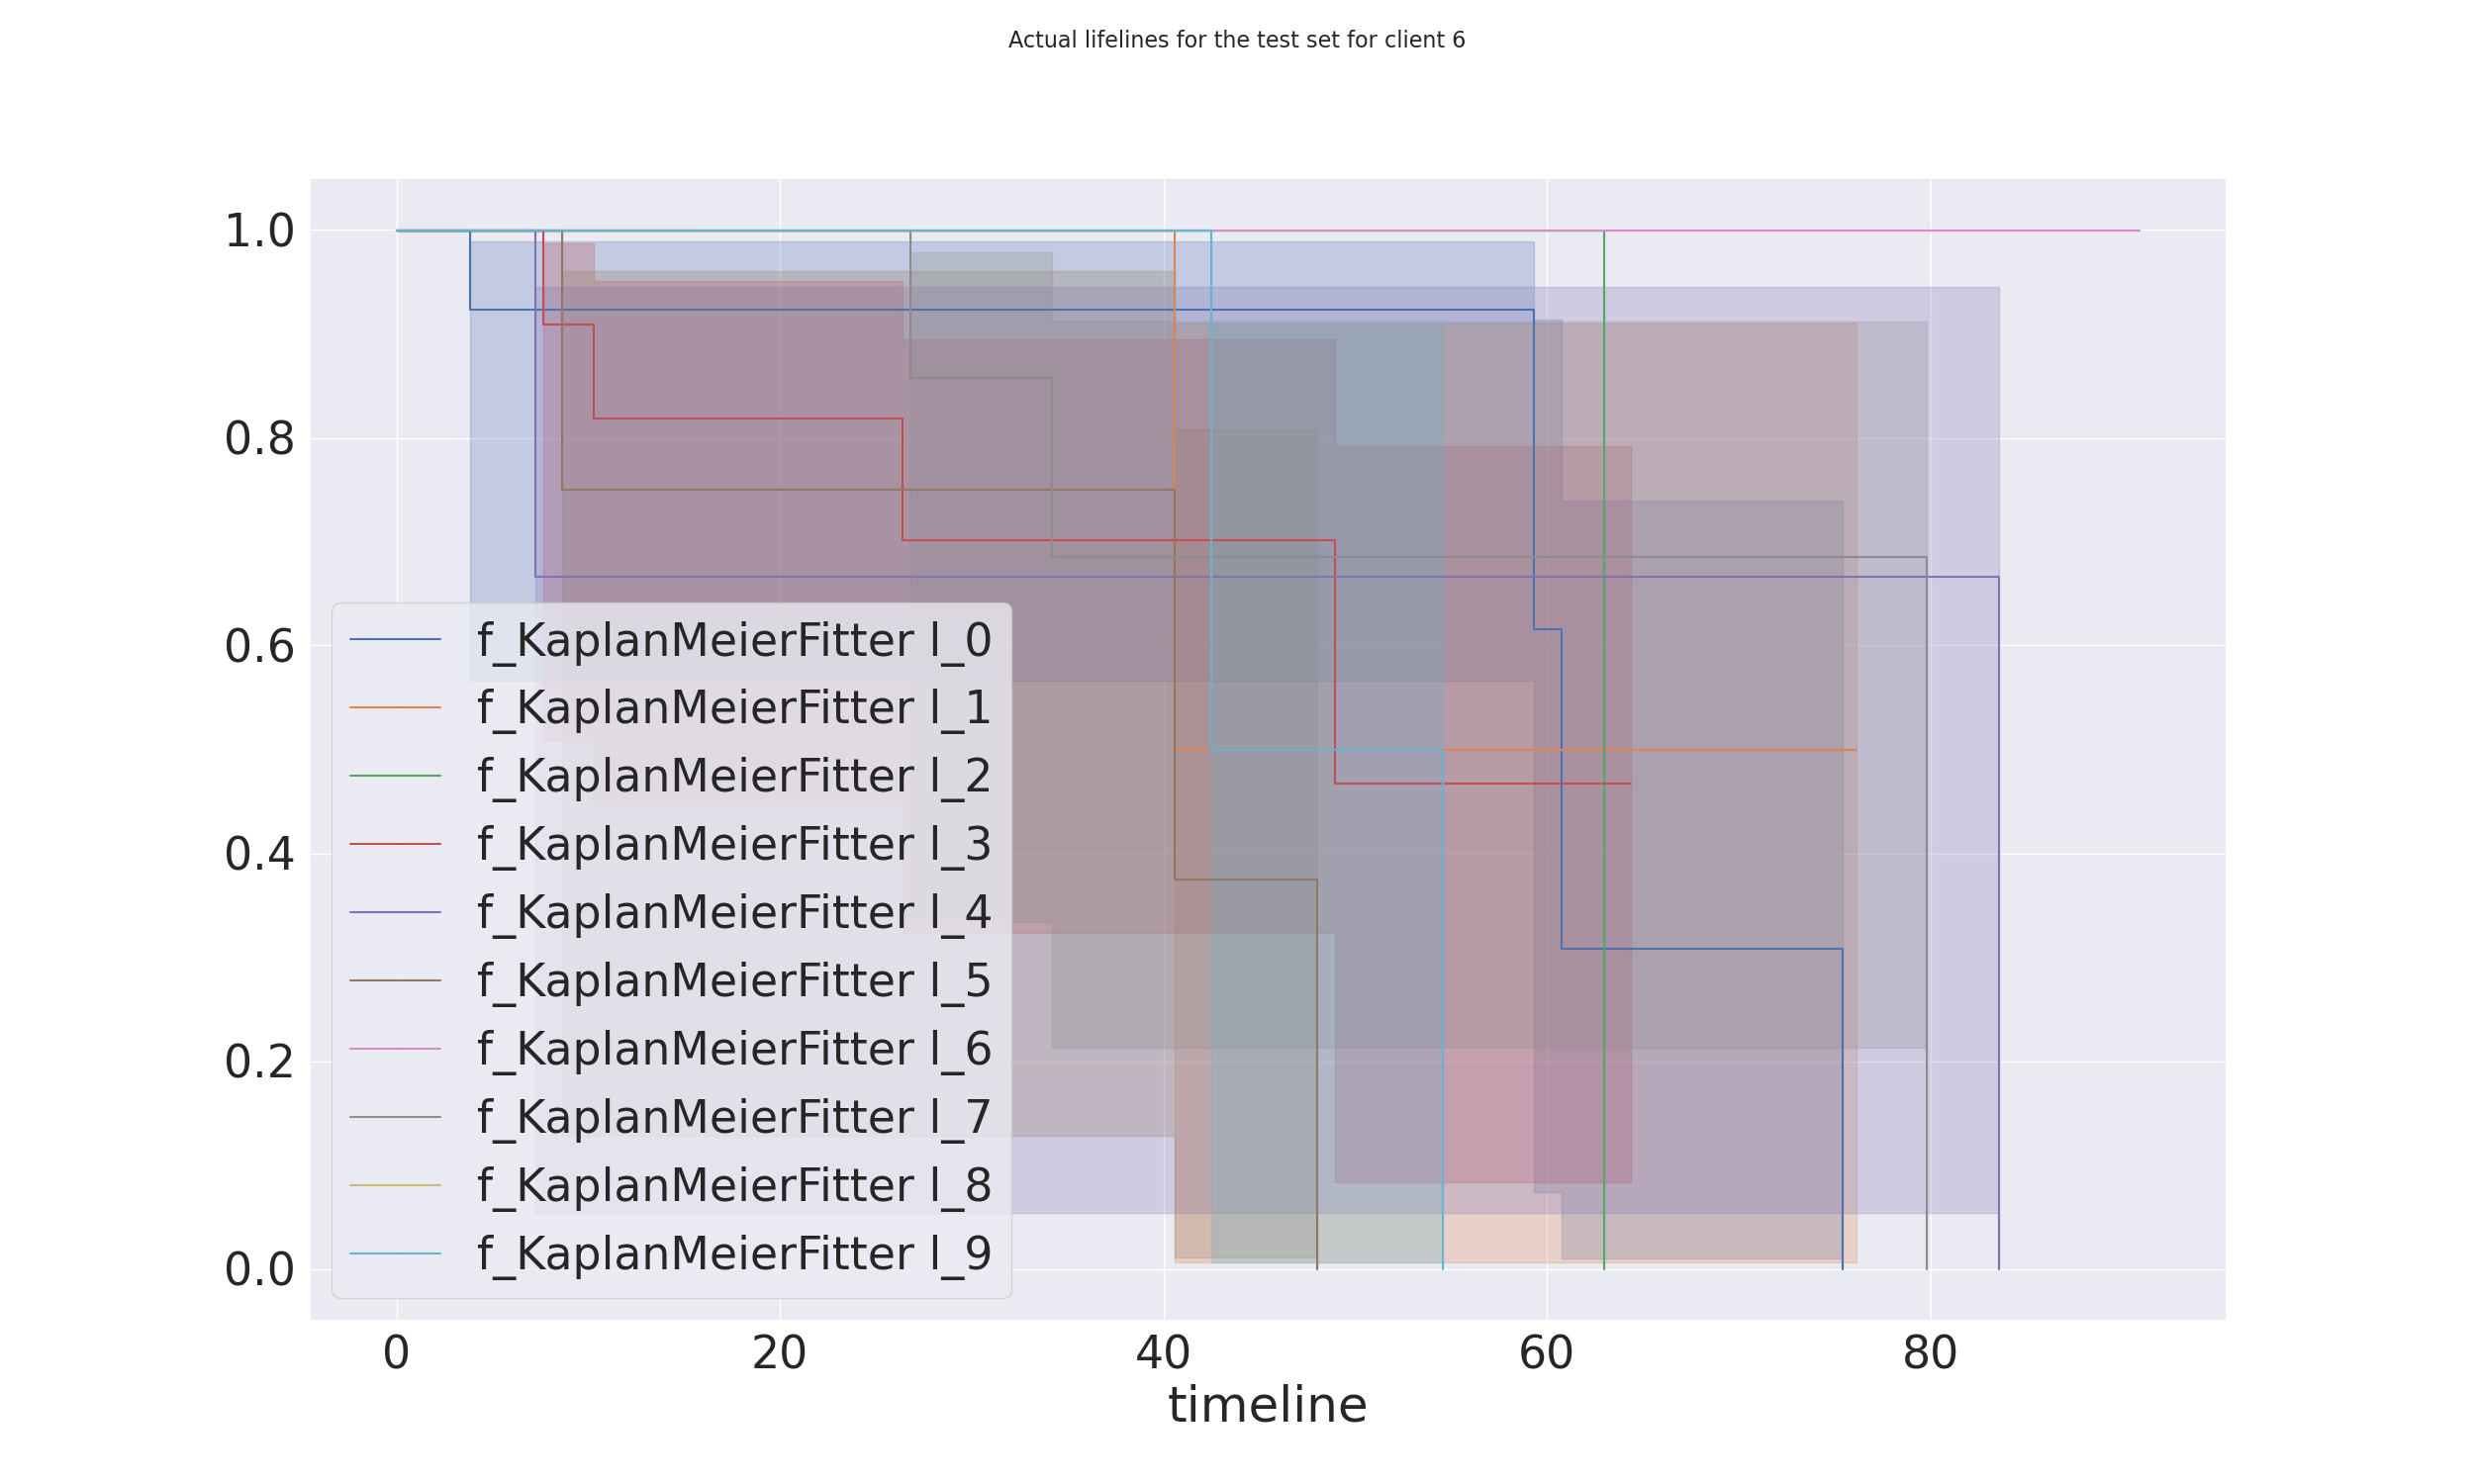 Actual lifelines for the test set for client 6
1.0
0.8
0.6
0.4
0.2
0.0
f_KaplanMeierFitter l_0
f_KaplanMeierFitter l_1
f_KaplanMeierFitter l_2
f_KaplanMeierFitter l_3
f_KaplanMeierFitter l_4
f_KaplanMeierFitter l_5
f_KaplanMeierFitter l_6
f_KaplanMeierFitter l_7
f_KaplanMeierFitter l_8
f_KaplanMeierFitter l_9
0 20 40 60 80
timeline